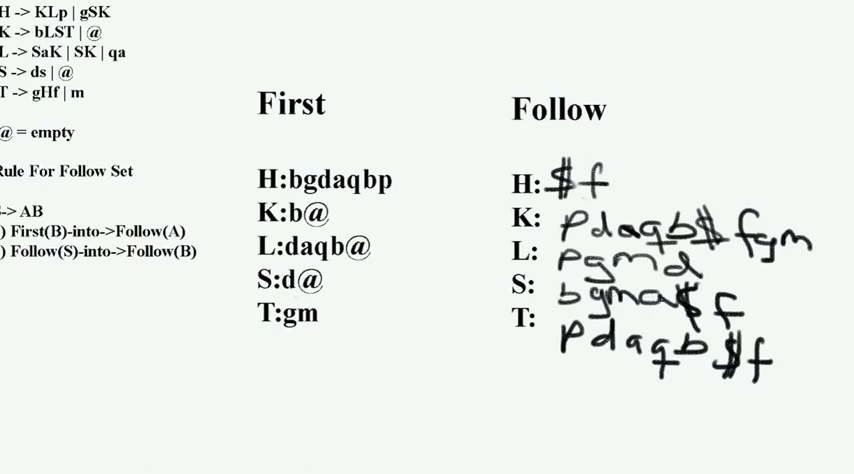 H -> KLp | gSK
K -> bLST | @
L -> SaK | SK | qa
S -> ds | @
T -> gHf | m
@ = empty
Rule For Follow Set
-> AB
) First(B)-into->Follow(A)
) Follow(S)-into->Follow(B)
First
H:bgdaqbp
K:b@
L:daqb@
S:d@
T:gm
Follow
H: $ f
K: pdaqb$ fgm
L: pgmd
S: bgma$ f
T: pdaqb $f